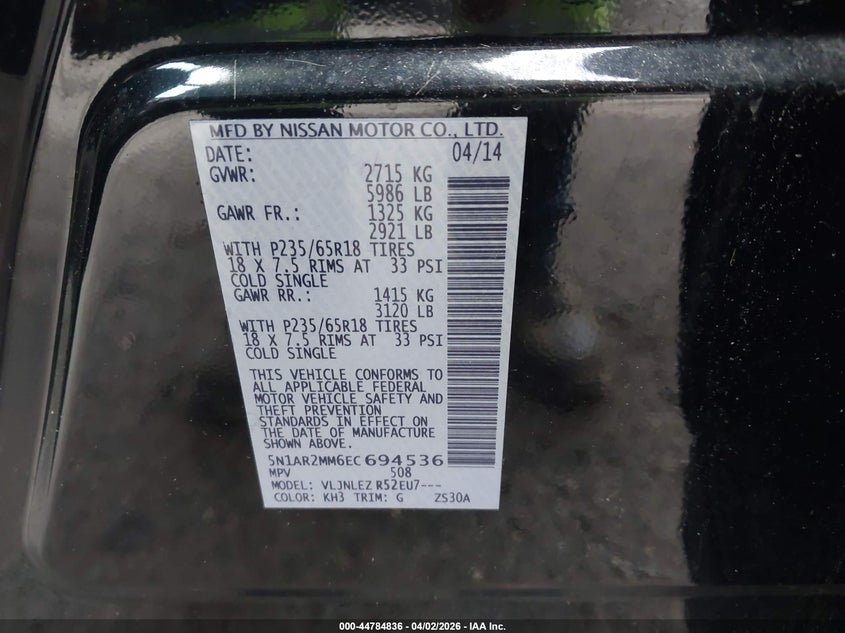 MFD BY NISSAN MOTOR CO., LTD.
DATE: 04/14
GVWR: 2715 KG
5986 LB
GAWR FR.: 1325 KG
2921 LB
WITH P235/65R18 TIRES
18 X 7.5 RIMS AT 33 PSI
COLD SINGLE
GAWR RR.: 1415 KG
3120 LB
WITH P235/65R18 TIRES
18 X 7.5 RIMS AT 33 PSI
COLD SINGLE
THIS VEHICLE CONFORMS TO
ALL APPLICABLE FEDERAL
MOTOR VEHICLE SAFETY AND
THEFT PREVENTION
STANDARDS IN EFFECT ON
THE DATE OF MANUFACTURE
SHOWN ABOVE.
5N1AR2MM6EC694536
MPV 508
MODEL: VLJNLEZ R52EU7---
COLOR: KH3 TRIM: G ZS30A
000-44784836 - 04/02/2026 - IAA Inc.